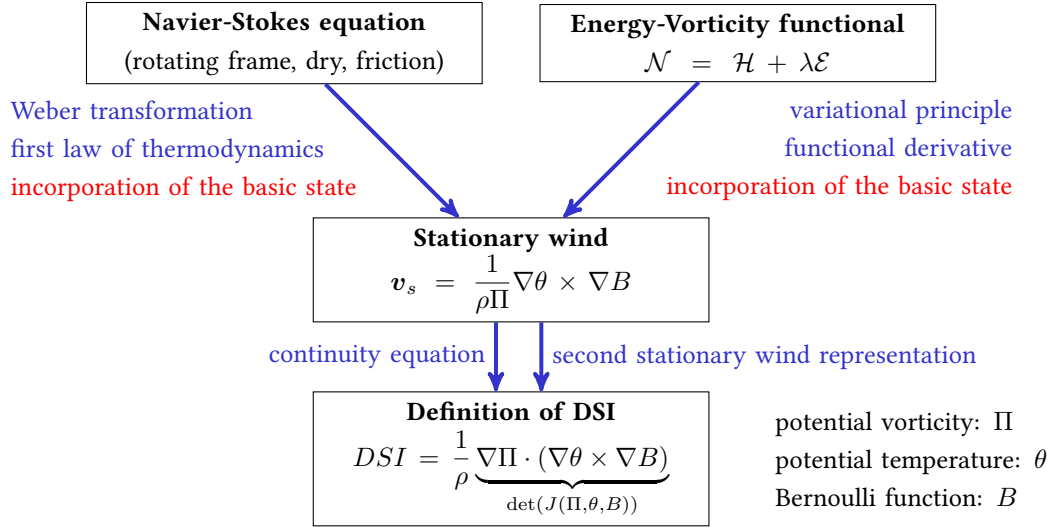 Navier-Stokes equation
(rotating frame, dry, friction)
Energy-Vorticity functional
𝒩 = ℋ + λℰ
Weber transformation
first law of thermodynamics
incorporation of the basic state
variational principle
functional derivative
incorporation of the basic state
Stationary wind
𝒗ₛ = 1/(ρΠ) ∇θ × ∇B
continuity equation
second stationary wind representation
Definition of DSI
DSI = 1/ρ ∇Π · (∇θ × ∇B)
det(J(Π,θ,B))
potential vorticity: Π
potential temperature: θ
Bernoulli function: B